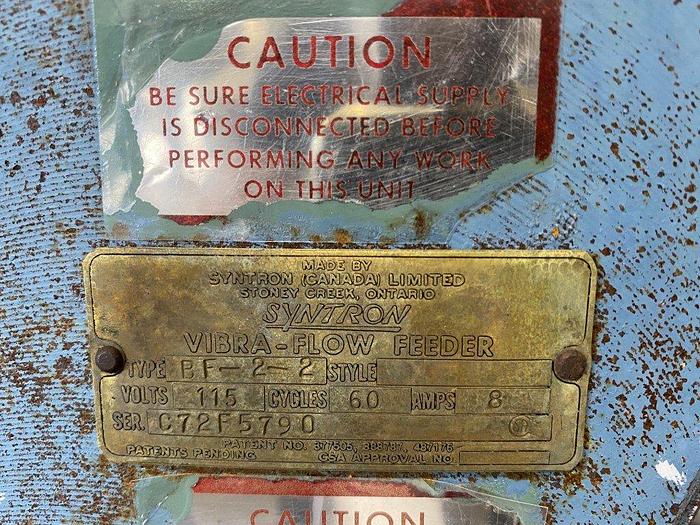 CAUTION
BE SURE ELECTRICAL SUPPLY
IS DISCONNECTED BEFORE
PERFORMING ANY WORK
ON THIS UNIT
MADE BY
SYNTRON (CANADA) LIMITED
STONEY CREEK, ONTARIO
SYNTRON
VIBRA-FLOW FEEDER
TYPE BF-2-2 STYLE
VOLTS 115 CYCLES 60 AMPS 8
SER. C72F5790
PATENT NO.
PATENTS PENDING CSA APPROVAL NO
CAUTION